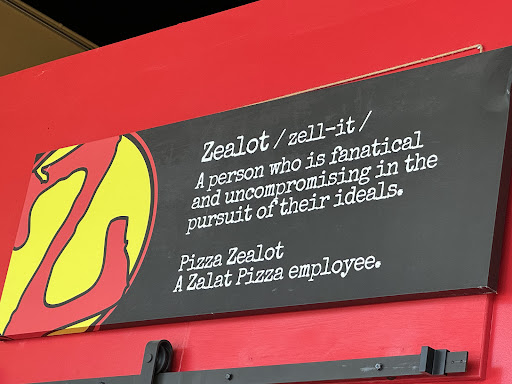 Zealot / zell-it /
A person who is fanatical
and uncompromising in the
pursuit of their ideals.
Pizza Zealot
A Zalat Pizza employee.